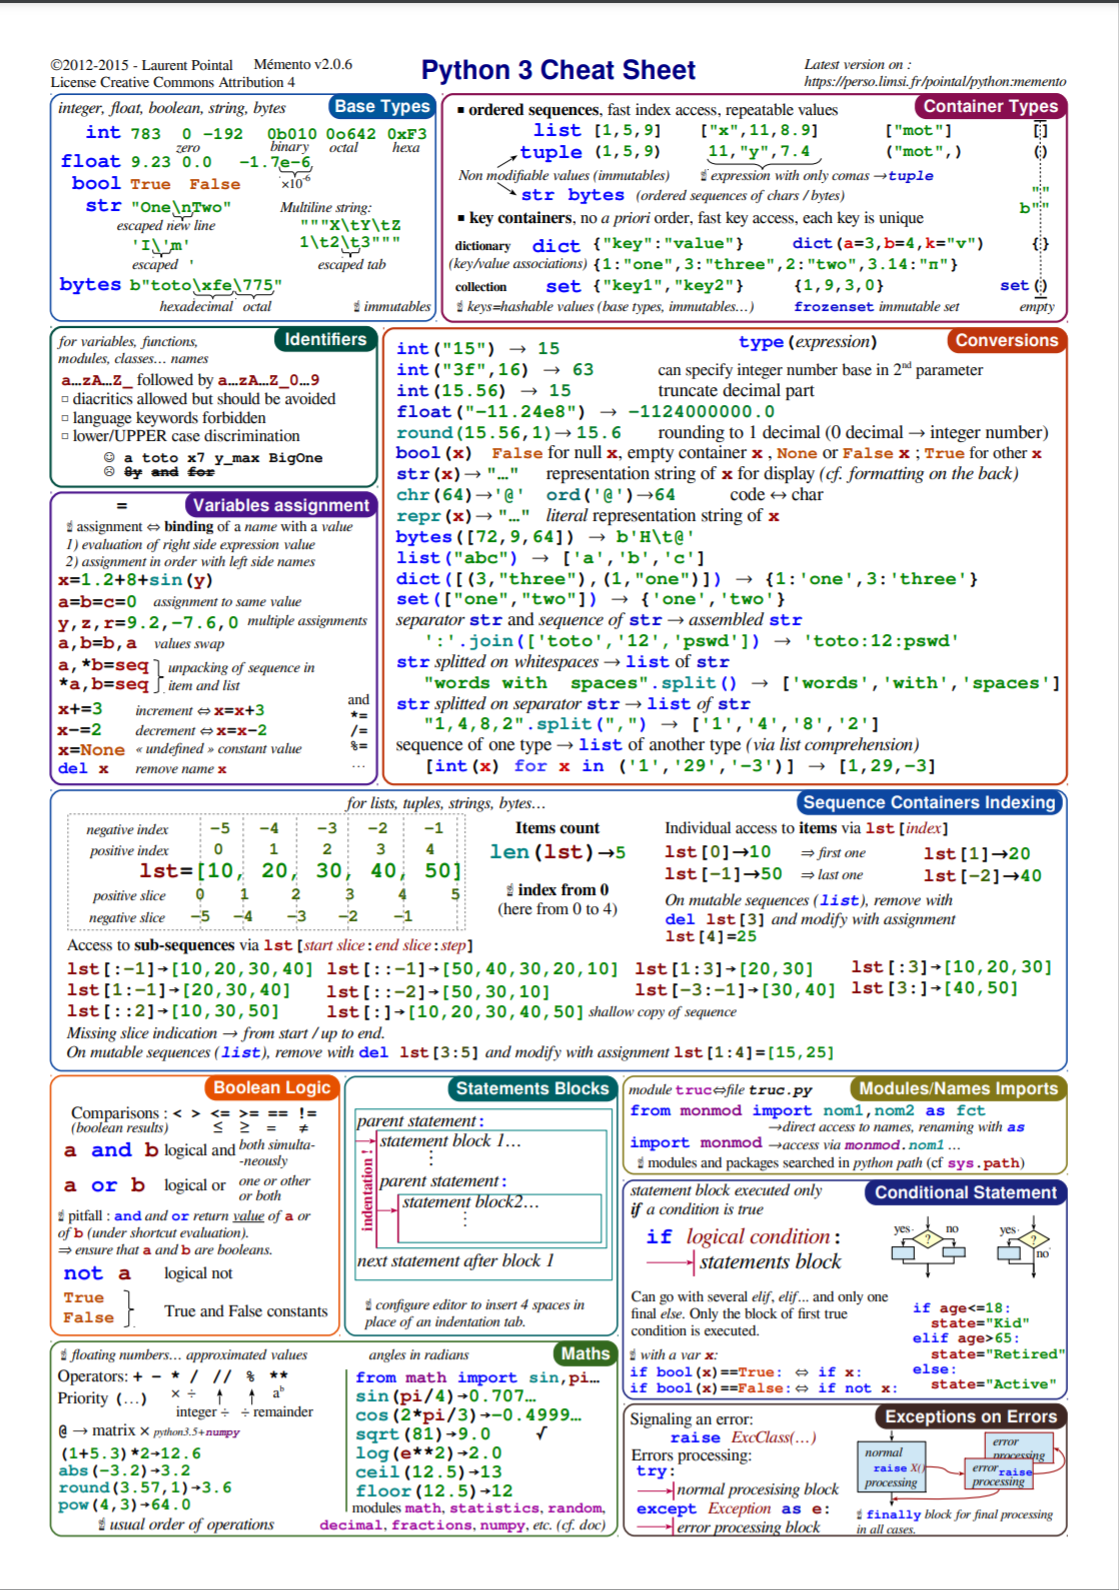 ©2012-2015 - Laurent Pointal    Mémento v2.0.6
License Creative Commons Attribution 4
Python 3 Cheat Sheet
Latest version on :
https://perso.limsi.fr/pointal/python:memento
Base Types
integer, float, boolean, string, bytes
int 783  0 -192  0b010 0o642 0xF3
zero  binary  octal  hexa
float 9.23 0.0  -1.7e-6
×10⁻⁶
bool True  False
str "One\nTwo"
escaped new line
'I\'m'
escaped '
Multiline string:
"""X\tY\tZ
1\t2\t3"""
escaped tab
bytes b"toto\xfe\775"
hexadecimal octal
☝ immutables
Container Types
▪ ordered sequences, fast index access, repeatable values
list [1,5,9]  ["x",11,8.9]  ["mot"]  []
tuple (1,5,9)  11,"y",7.4  ("mot",)  ()
Non modifiable values (immutables)  ☝ expression with only comas →tuple
""
str bytes (ordered sequences of chars / bytes)
b""
▪ key containers, no a priori order, fast key access, each key is unique
dictionary dict {"key":"value"}  dict(a=3,b=4,k="v")  {}
(key/value associations) {1:"one",3:"three",2:"two",3.14:"π"}
collection set {"key1","key2"}  {1,9,3,0}  set()
☝ keys=hashable values (base types, immutables…)  frozenset immutable set  empty
Identifiers
for variables, functions,
modules, classes… names
a…zA…Z_ followed by a…zA…Z_0…9
▫ diacritics allowed but should be avoided
▫ language keywords forbidden
▫ lower/UPPER case discrimination
☺ a toto x7 y_max BigOne
☹ 8y and for
=  Variables assignment
☝ assignment ⇔ binding of a name with a value
1) evaluation of right side expression value
2) assignment in order with left side names
x=1.2+8+sin(y)
a=b=c=0  assignment to same value
y,z,r=9.2,-7.6,0 multiple assignments
a,b=b,a  values swap
a,*b=seq
*a,b=seq
unpacking of sequence in
item and list
x+=3  increment ⇔ x=x+3
x-=2  decrement ⇔ x=x-2
x=None « undefined » constant value
del x  remove name x
and
*=
/=
%=
…
Conversions
type(expression)
int("15") → 15
int("3f",16) → 63  can specify integer number base in 2nd parameter
int(15.56) → 15  truncate decimal part
float("-11.24e8") → -1124000000.0
round(15.56,1)→ 15.6  rounding to 1 decimal (0 decimal → integer number)
bool(x)  False for null x, empty container x , None or False x ; True for other x
str(x)→ "…"  representation string of x for display (cf. formatting on the back)
chr(64)→'@'  ord('@')→64  code ↔ char
repr(x)→ "…"  literal representation string of x
bytes([72,9,64]) → b'H\t@'
list("abc") → ['a','b','c']
dict([(3,"three"),(1,"one")]) → {1:'one',3:'three'}
set(["one","two"]) → {'one','two'}
separator str and sequence of str → assembled str
':'.join(['toto','12','pswd']) → 'toto:12:pswd'
str splitted on whitespaces → list of str
"words with  spaces".split() → ['words','with','spaces']
str splitted on separator str → list of str
"1,4,8,2".split(",") → ['1','4','8','2']
sequence of one type → list of another type (via list comprehension)
[int(x) for x in ('1','29','-3')] → [1,29,-3]
Sequence Containers Indexing
for lists, tuples, strings, bytes…
negative index  -5  -4  -3  -2  -1
positive index  0  1  2  3  4
lst=[10, 20, 30, 40, 50]
positive slice  0  1  2  3  4  5
negative slice  -5  -4  -3  -2  -1
Items count
len(lst)→5
☝ index from 0
(here from 0 to 4)
Individual access to items via lst[index]
lst[0]→10  ⇒ first one  lst[1]→20
lst[-1]→50  ⇒ last one  lst[-2]→40
On mutable sequences (list), remove with
del lst[3] and modify with assignment
lst[4]=25
Access to sub-sequences via lst[start slice:end slice:step]
lst[:-1]→[10,20,30,40]  lst[::-1]→[50,40,30,20,10]  lst[1:3]→[20,30]  lst[:3]→[10,20,30]
lst[1:-1]→[20,30,40]  lst[::-2]→[50,30,10]  lst[-3:-1]→[30,40]  lst[3:]→[40,50]
lst[::2]→[10,30,50]  lst[:]→[10,20,30,40,50] shallow copy of sequence
Missing slice indication → from start / up to end.
On mutable sequences (list), remove with del lst[3:5] and modify with assignment lst[1:4]=[15,25]
Boolean Logic
Comparisons : < > <= >= == !=
(boolean results)  ≤ ≥ = ≠
a and b logical and both simulta-
-neously
a or b logical or one or other
or both
☝ pitfall : and and or return value of a or
of b (under shortcut evaluation).
⇒ ensure that a and b are booleans.
not a  logical not
True
False
True and False constants
Statements Blocks
parent statement:
statement block 1…
⋮
parent statement:
statement block2…
⋮
next statement after block 1
indentation !
☝ configure editor to insert 4 spaces in
place of an indentation tab.
Modules/Names Imports
module truc⇔file truc.py
from monmod import nom1,nom2 as fct
→direct access to names, renaming with as
import monmod →access via monmod.nom1 …
☝ modules and packages searched in python path (cf sys.path)
Conditional Statement
statement block executed only
if a condition is true
if logical condition:
statements block
yes  ?  no
yes  ?  no
Can go with several elif, elif... and only one
final else. Only the block of first true
condition is executed.
☝ with a var x:
if bool(x)==True: ⇔ if x:
if bool(x)==False: ⇔ if not x:
if age<=18:
state="Kid"
elif age>65:
state="Retired"
else:
state="Active"
Maths
☝ floating numbers… approximated values  angles in radians
Operators: + - * / // % **
Priority (…)  × ÷  aᵇ
integer ÷  ÷ remainder
@ → matrix × python3.5+numpy
(1+5.3)*2→12.6
abs(-3.2)→3.2
round(3.57,1)→3.6
pow(4,3)→64.0
☝ usual order of operations
from math import sin,pi…
sin(pi/4)→0.707…
cos(2*pi/3)→-0.4999…
sqrt(81)→9.0  √
log(e**2)→2.0
ceil(12.5)→13
floor(12.5)→12
modules math, statistics, random,
decimal, fractions, numpy, etc. (cf. doc)
Exceptions on Errors
Signaling an error:
raise ExcClass(…)
Errors processing:
try:
normal procesising block
except Exception as e:
error processing block
normal
raise X()
processing
error
processing
error raise
processing
☝ finally block for final processing
in all cases.